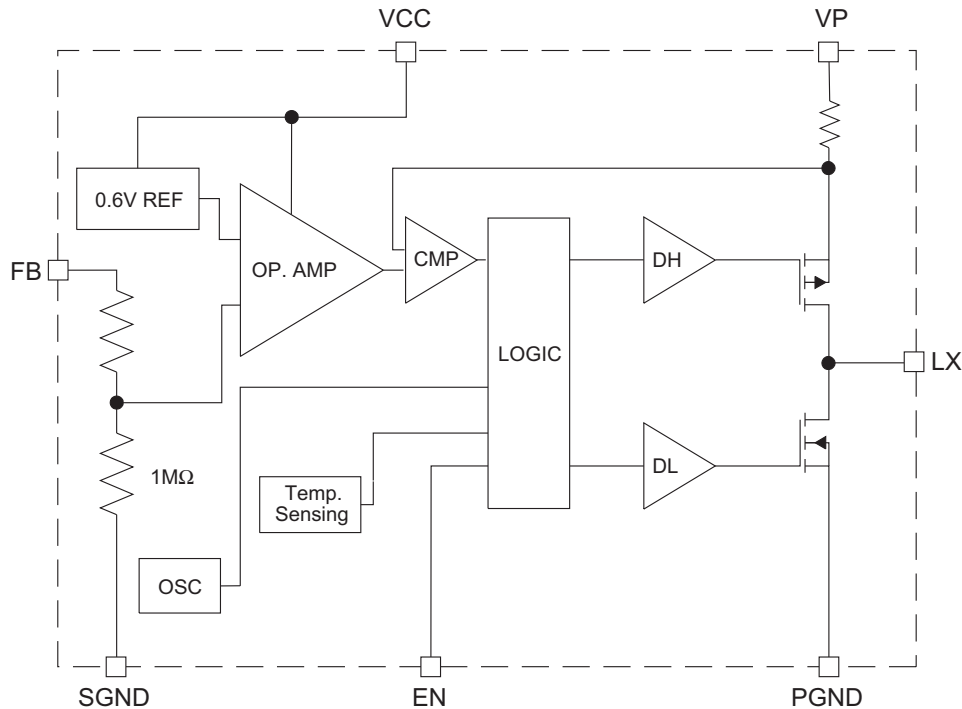 VCC
VP
0.6V REF
FB
OP. AMP
CMP
DH
LOGIC
LX
1MΩ
Temp.
Sensing
DL
OSC
SGND
EN
PGND